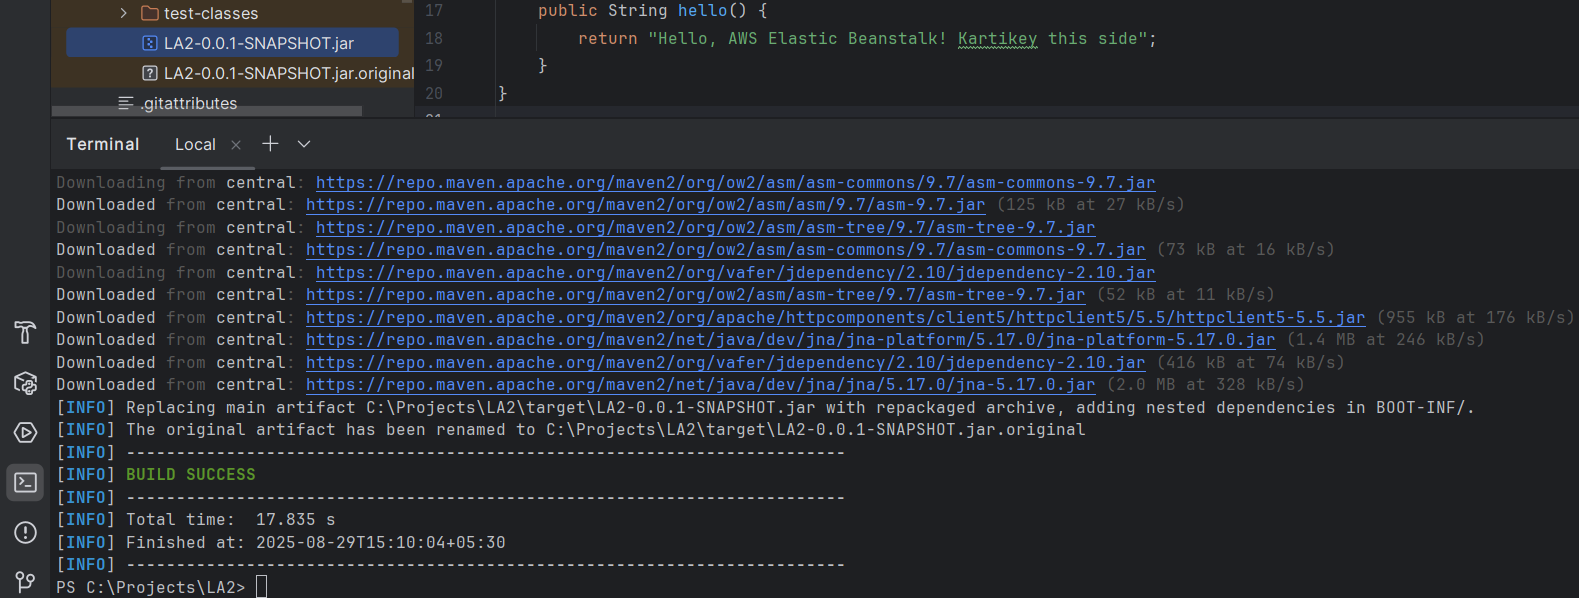 test-classes
LA2-0.0.1-SNAPSHOT.jar
LA2-0.0.1-SNAPSHOT.jar.original
.gitattributes
17 public String hello() {
18 return "Hello, AWS Elastic Beanstalk! Kartikey this side";
19 }
20 }
Terminal Local
Downloading from central: https://repo.maven.apache.org/maven2/org/ow2/asm/asm-commons/9.7/asm-commons-9.7.jar
Downloaded from central: https://repo.maven.apache.org/maven2/org/ow2/asm/asm/9.7/asm-9.7.jar (125 kB at 27 kB/s)
Downloading from central: https://repo.maven.apache.org/maven2/org/ow2/asm/asm-tree/9.7/asm-tree-9.7.jar
Downloaded from central: https://repo.maven.apache.org/maven2/org/ow2/asm/asm-commons/9.7/asm-commons-9.7.jar (73 kB at 16 kB/s)
Downloading from central: https://repo.maven.apache.org/maven2/org/vafer/jdependency/2.10/jdependency-2.10.jar
Downloaded from central: https://repo.maven.apache.org/maven2/org/ow2/asm/asm-tree/9.7/asm-tree-9.7.jar (52 kB at 11 kB/s)
Downloaded from central: https://repo.maven.apache.org/maven2/org/apache/httpcomponents/client5/httpclient5/5.5/httpclient5-5.5.jar (955 kB at 176 kB/s)
Downloaded from central: https://repo.maven.apache.org/maven2/net/java/dev/jna/jna-platform/5.17.0/jna-platform-5.17.0.jar (1.4 MB at 246 kB/s)
Downloaded from central: https://repo.maven.apache.org/maven2/org/vafer/jdependency/2.10/jdependency-2.10.jar (416 kB at 74 kB/s)
Downloaded from central: https://repo.maven.apache.org/maven2/net/java/dev/jna/jna/5.17.0/jna-5.17.0.jar (2.0 MB at 328 kB/s)
[INFO] Replacing main artifact C:\Projects\LA2\target\LA2-0.0.1-SNAPSHOT.jar with repackaged archive, adding nested dependencies in BOOT-INF/.
[INFO] The original artifact has been renamed to C:\Projects\LA2\target\LA2-0.0.1-SNAPSHOT.jar.original
[INFO] ------------------------------------------------------------------------
[INFO] BUILD SUCCESS
[INFO] ------------------------------------------------------------------------
[INFO] Total time:  17.835 s
[INFO] Finished at: 2025-08-29T15:10:04+05:30
[INFO] ------------------------------------------------------------------------
PS C:\Projects\LA2>